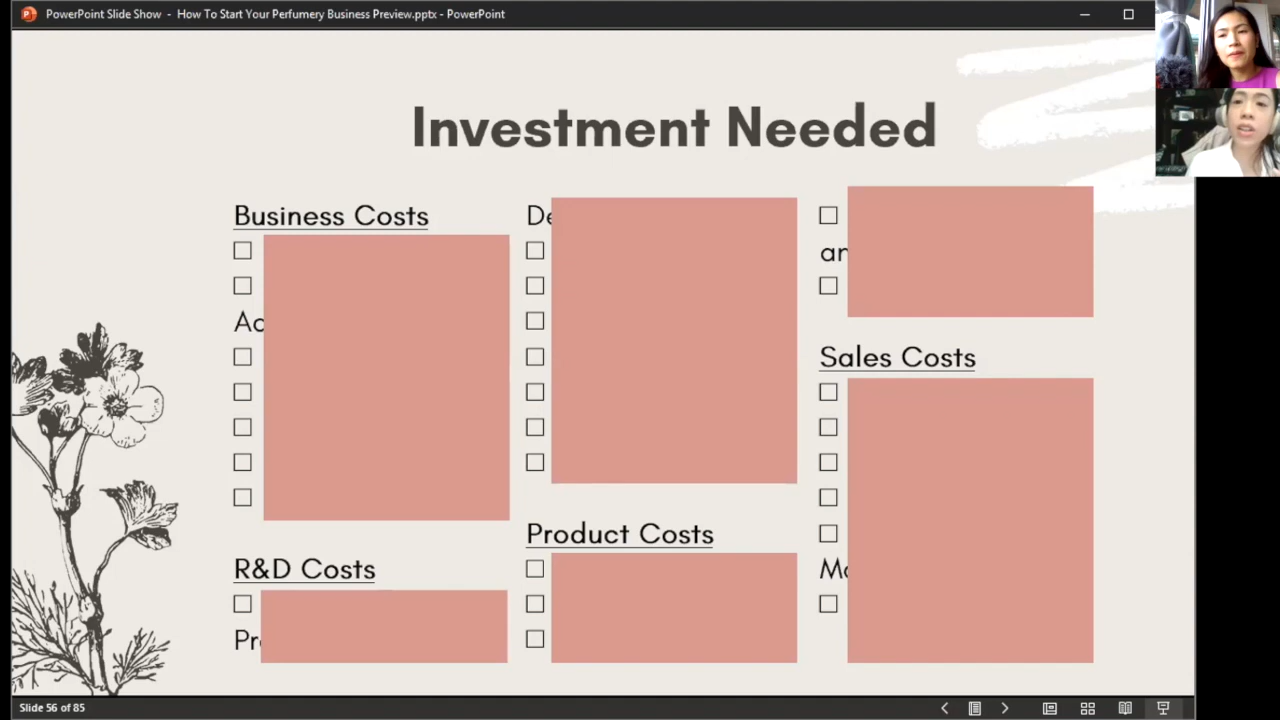 PowerPoint Slide Show - How To Start Your Perfumery Business Preview.pptx - PowerPoint
Investment Needed
Business Costs
R&D Costs
Product Costs
Sales Costs
Slide 56 of 85